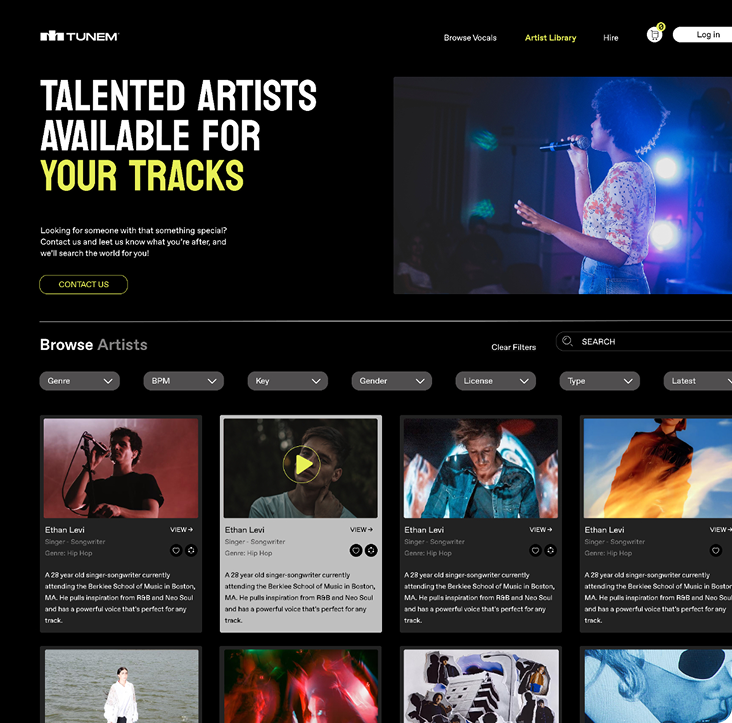 TUNEM
Browse Vocals
Artist Library
Hire
Log in
TALENTED ARTISTS
AVAILABLE FOR
YOUR TRACKS
Looking for someone with that something special?
Contact us and leet us know what you're after, and
we'll search the world for you!
CONTACT US
Browse Artists
Clear Filters
SEARCH
Genre
BPM
Key
Gender
License
Type
Latest
Ethan Levi
VIEW →
Singer - Songwriter
Genre: Hip Hop
A 28 year old singer-songwriter currently
attending the Berklee School of Music in Boston,
MA. He pulls inspiration from R&B and Neo Soul
and has a powerful voice that's perfect for any
track.
Ethan Levi
VIEW →
Singer - Songwriter
Genre: Hip Hop
A 28 year old singer-songwriter currently
attending the Berklee School of Music in Boston,
MA. He pulls inspiration from R&B and Neo Soul
and has a powerful voice that's perfect for any
track.
Ethan Levi
VIEW →
Singer - Songwriter
Genre: Hip Hop
A 28 year old singer-songwriter currently
attending the Berklee School of Music in Boston,
MA. He pulls inspiration from R&B and Neo Soul
and has a powerful voice that's perfect for any
track.
Ethan Levi
VIEW →
Singer - Songwriter
Genre: Hip Hop
A 28 year old singer-songwriter currently
attending the Berklee School of Music in Boston,
MA. He pulls inspiration from R&B and Neo Soul
and has a powerful voice that's perfect for any
track.